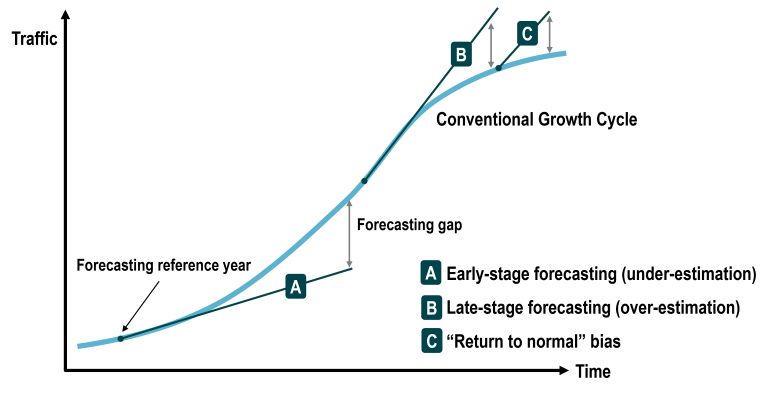 Traffic
B
C
Conventional Growth Cycle
Forecasting gap
Forecasting reference year
A
A Early-stage forecasting (under-estimation)
B Late-stage forecasting (over-estimation)
C “Return to normal” bias
Time